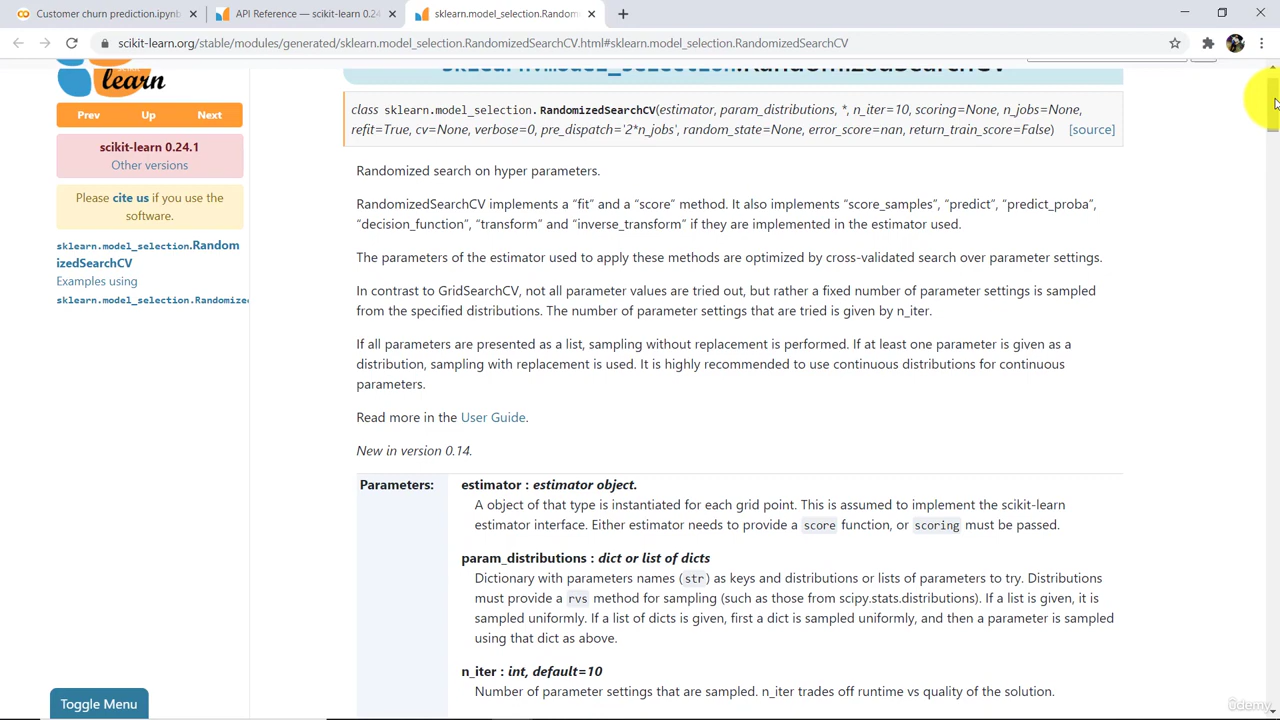 Customer churn prediction.ipynb
API Reference — scikit-learn 0.24
sklearn.model_selection.Random
scikit-learn.org/stable/modules/generated/sklearn.model_selection.RandomizedSearchCV.html#sklearn.model_selection.RandomizedSearchCV
learn
sklearn.model_selection.RandomizedSearchCV
Prev Up Next
class sklearn.model_selection.RandomizedSearchCV(estimator, param_distributions, *, n_iter=10, scoring=None, n_jobs=None,
refit=True, cv=None, verbose=0, pre_dispatch='2*n_jobs', random_state=None, error_score=nan, return_train_score=False) [source]
scikit-learn 0.24.1
Other versions
Please cite us if you use the
software.
sklearn.model_selection.Random
izedSearchCV
Examples using
sklearn.model_selection.Randomize
Randomized search on hyper parameters.
RandomizedSearchCV implements a “fit” and a “score” method. It also implements “score_samples”, “predict”, “predict_proba”,
“decision_function”, “transform” and “inverse_transform” if they are implemented in the estimator used.
The parameters of the estimator used to apply these methods are optimized by cross-validated search over parameter settings.
In contrast to GridSearchCV, not all parameter values are tried out, but rather a fixed number of parameter settings is sampled
from the specified distributions. The number of parameter settings that are tried is given by n_iter.
If all parameters are presented as a list, sampling without replacement is performed. If at least one parameter is given as a
distribution, sampling with replacement is used. It is highly recommended to use continuous distributions for continuous
parameters.
Read more in the User Guide.
New in version 0.14.
Parameters:
estimator : estimator object.
A object of that type is instantiated for each grid point. This is assumed to implement the scikit-learn
estimator interface. Either estimator needs to provide a score function, or scoring must be passed.
param_distributions : dict or list of dicts
Dictionary with parameters names (str) as keys and distributions or lists of parameters to try. Distributions
must provide a rvs method for sampling (such as those from scipy.stats.distributions). If a list is given, it is
sampled uniformly. If a list of dicts is given, first a dict is sampled uniformly, and then a parameter is sampled
using that dict as above.
n_iter : int, default=10
Number of parameter settings that are sampled. n_iter trades off runtime vs quality of the solution.
Toggle Menu
ûdemy